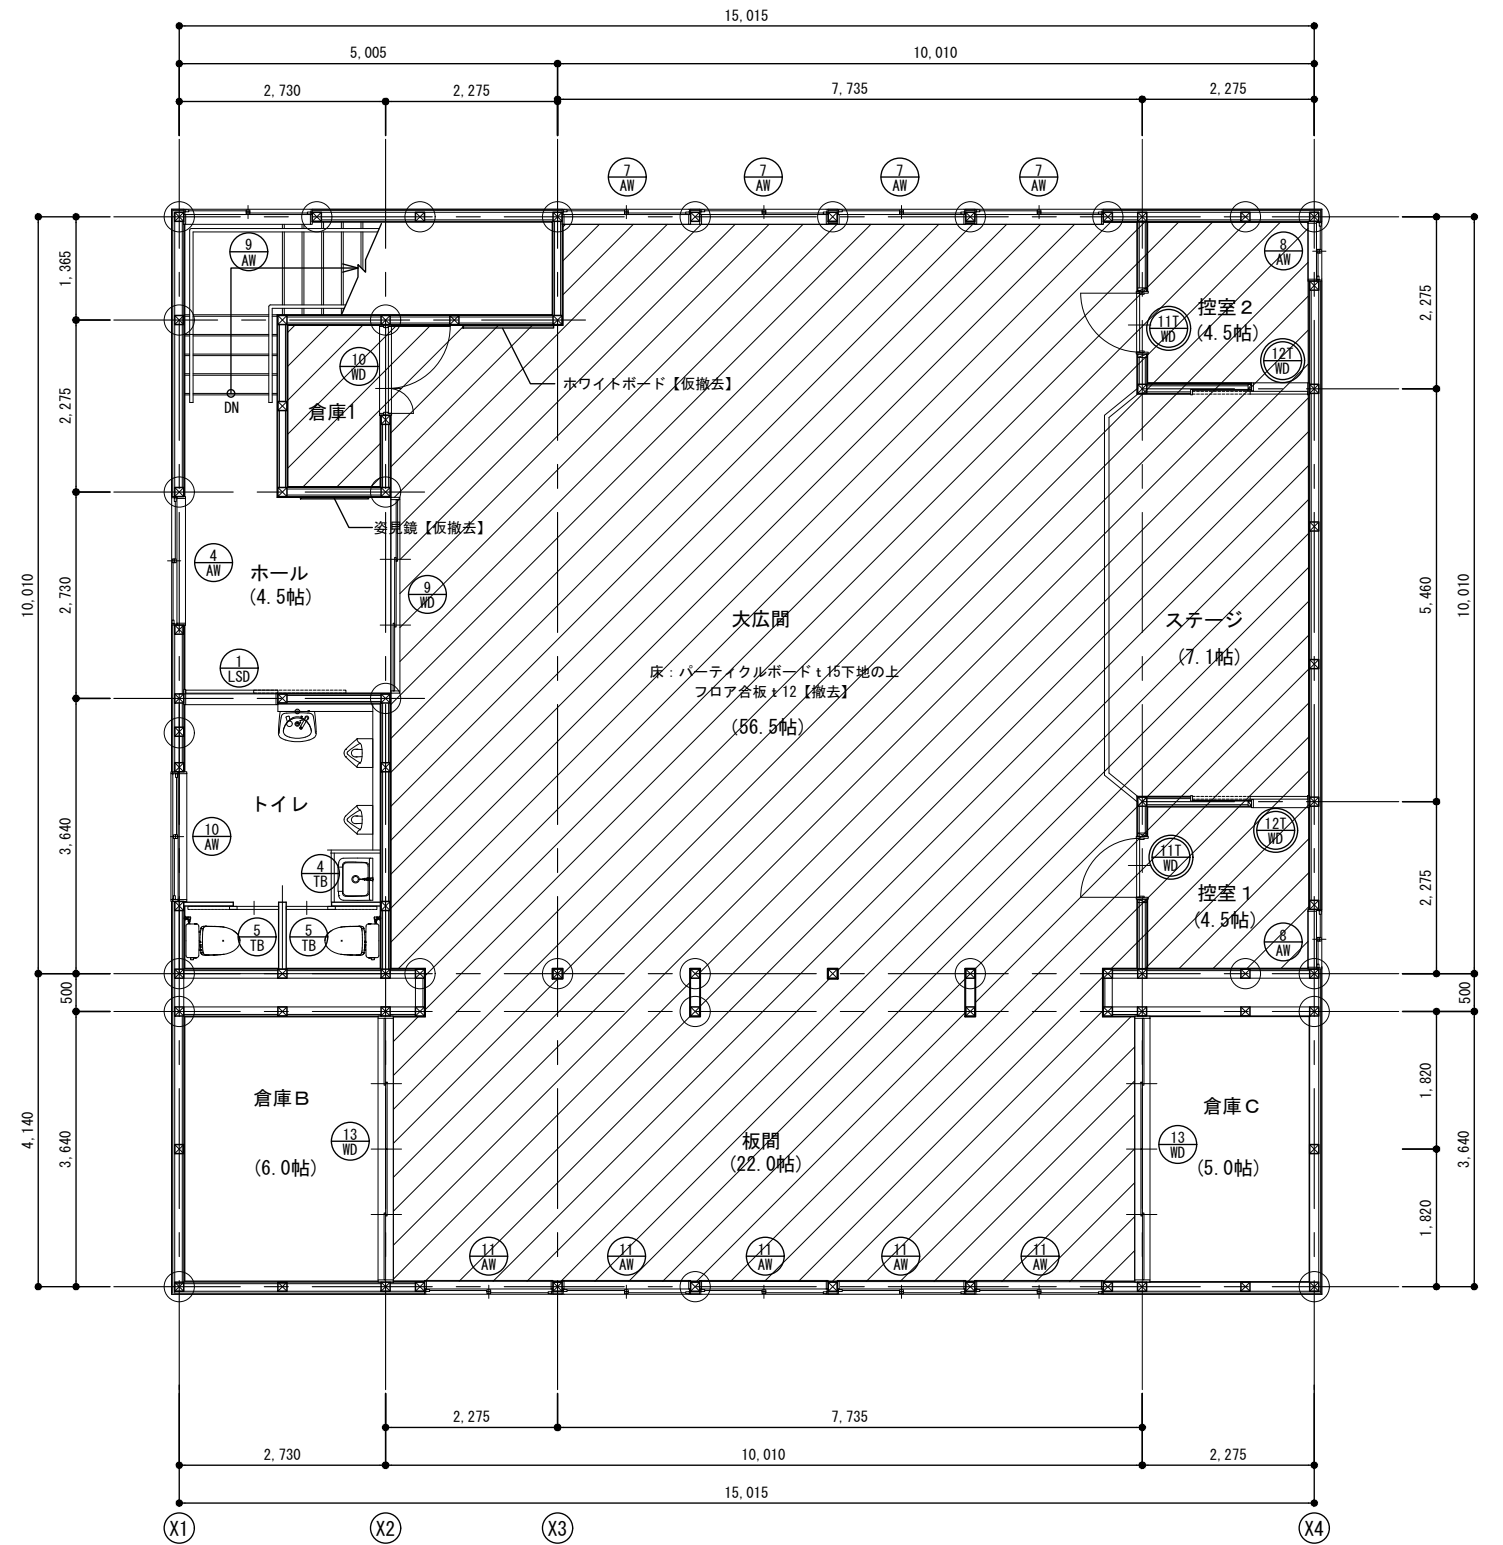 15,015
5,005
10,010
2,730
2,275
7,735
2,275
7
AW
7
AW
7
AW
7
AW
9
AW
8
AW
1,365
2,275
2,730
3,640
10,010
500
4,140
3,640
控室2
(4.5帖)
11T
WD
12T
WD
2,275
10
WD
ホワイトボード【仮撤去】
倉庫1
DN
姿見鏡【仮撤去】
4
AW
ホール
(4.5帖)
9
WD
1
LSD
大広間
床：パーティクルボードｔ15下地の上
フロア合板ｔ12【撤去】
(56.5帖)
ステージ
(7.1帖)
5,460
10,010
トイレ
10
AW
4
TB
5
TB
5
TB
12T
WD
11T
WD
控室1
(4.5帖)
8
AW
2,275
500
倉庫B
(6.0帖)
13
WD
板間
(22.0帖)
13
WD
倉庫C
(5.0帖)
1,820
1,820
3,640
11
AW
11
AW
11
AW
11
AW
11
AW
2,275
7,735
2,730
10,010
2,275
15,015
X1
X2
X3
X4